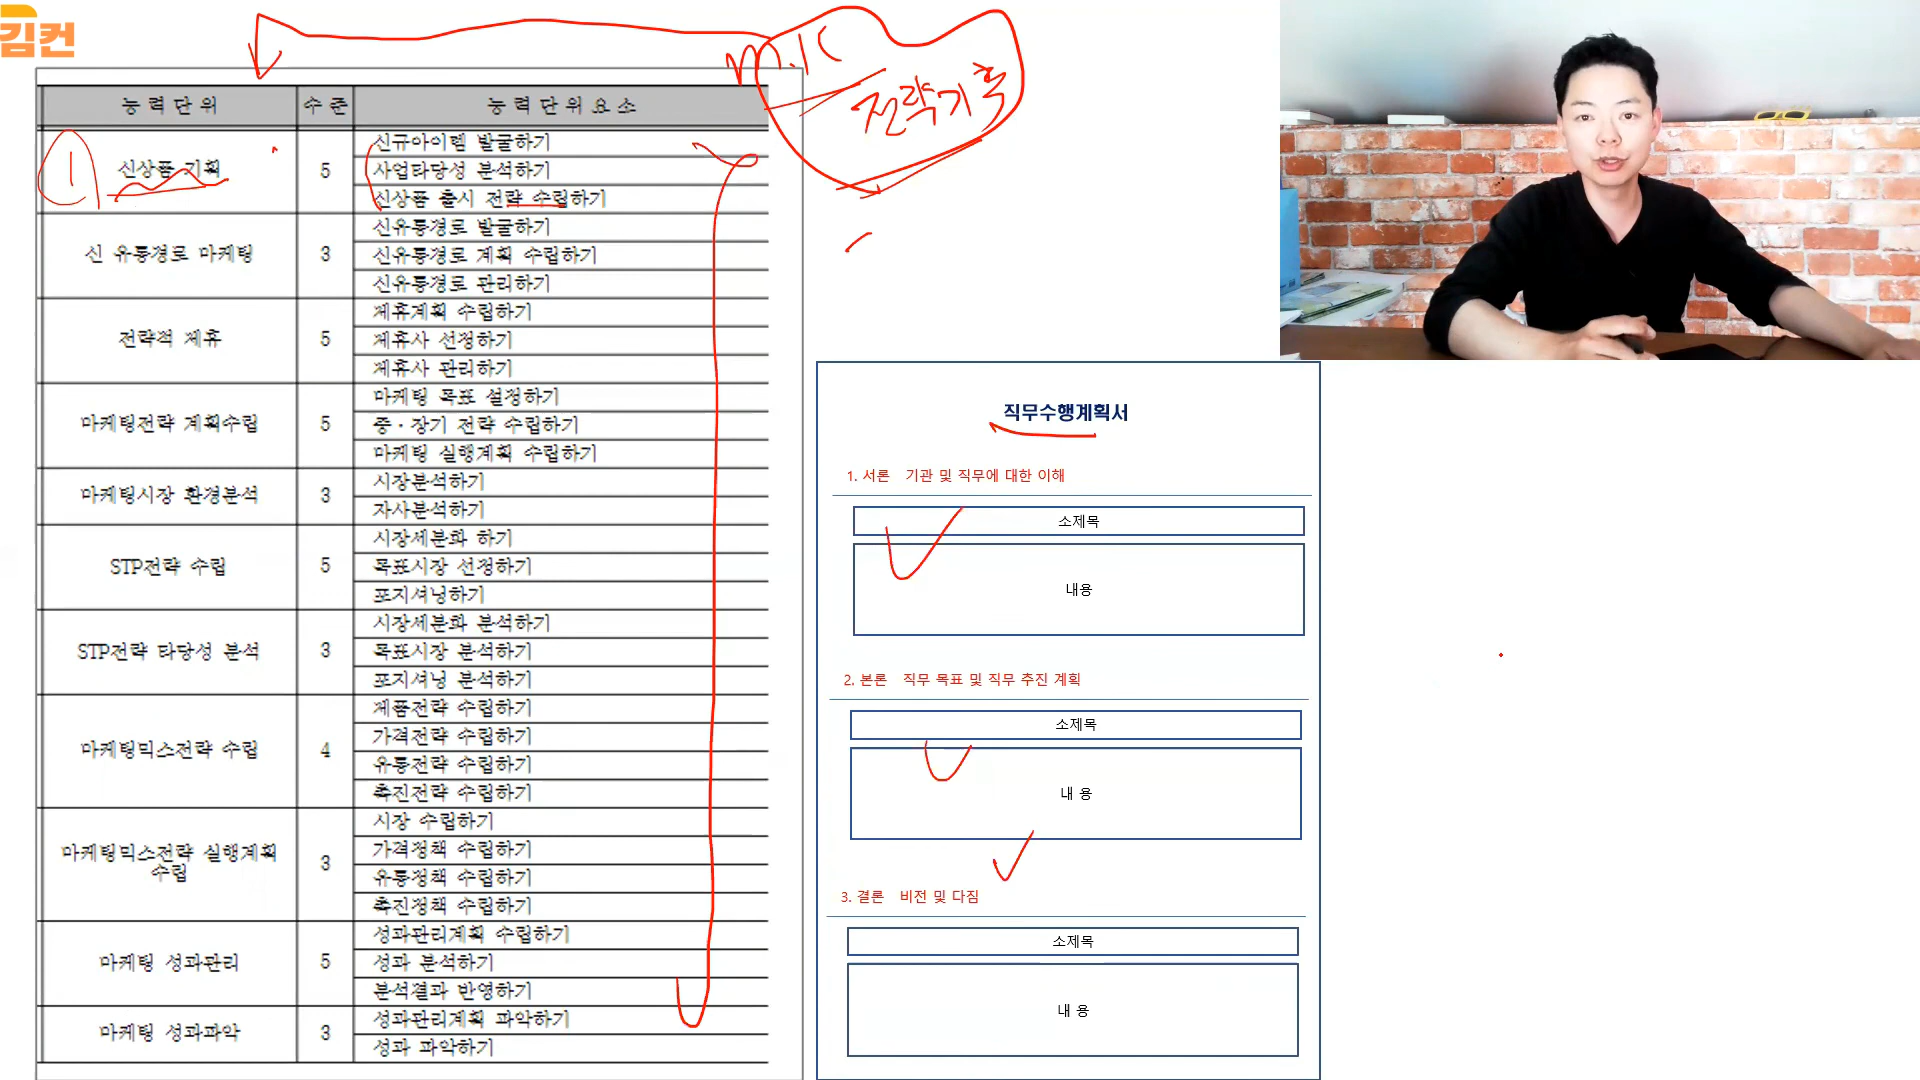 김컨
M.K
전략기획
능력단위 수준 능력단위요소
1 신상품 기획 5 신규아이템 발굴하기
사업타당성 분석하기
신상품 출시 전략 수립하기
신 유통경로 마케팅 3 신유통경로 발굴하기
신유통경로 계획 수립하기
신유통경로 관리하기
전략적 제휴 5 제휴계획 수립하기
제휴사 선정하기
제휴사 관리하기
마케팅전략 계획수립 5 마케팅 목표 설정하기
중·장기 전략 수립하기
마케팅 실행계획 수립하기
마케팅시장 환경분석 3 시장분석하기
자사분석하기
STP전략 수립 5 시장세분화 하기
목표시장 선정하기
포지셔닝하기
STP전략 타당성 분석 3 시장세분화 분석하기
목표시장 분석하기
포지셔닝 분석하기
마케팅믹스전략 수립 4 제품전략 수립하기
가격전략 수립하기
유통전략 수립하기
촉진전략 수립하기
마케팅믹스전략 실행계획 수립 3 시장 수립하기
가격정책 수립하기
유통정책 수립하기
촉진정책 수립하기
마케팅 성과관리 5 성과관리계획 수립하기
성과 분석하기
분석결과 반영하기
마케팅 성과파악 3 성과관리계획 파악하기
성과 파악하기
직무수행계획서
1. 서론 기관 및 직무에 대한 이해
소제목
내용
2. 본론 직무 목표 및 직무 추진 계획
소제목
내 용
3. 결론 비전 및 다짐
소제목
내 용